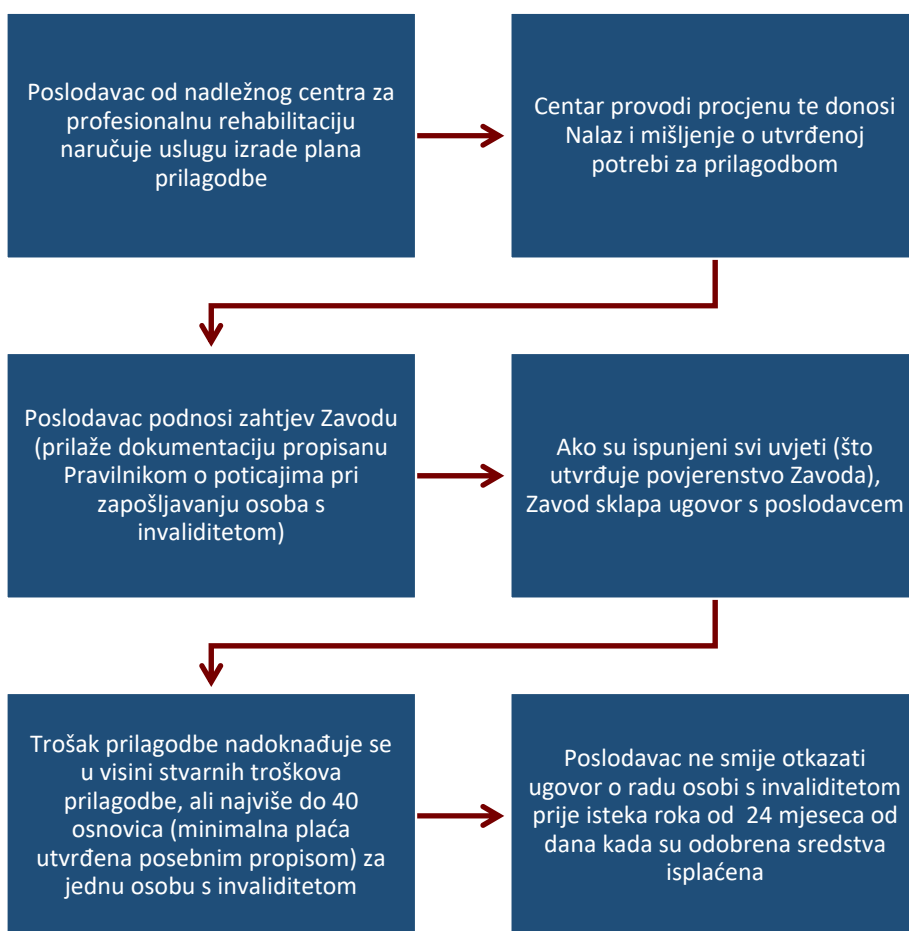 Poslodavac od nadležnog centra za
profesionalnu rehabilitaciju
naručuje uslugu izrade plana
prilagodbe
Centar provodi procjenu te donosi
Nalaz i mišljenje o utvrđenoj
potrebi za prilagodbom
Poslodavac podnosi zahtjev Zavodu
(prilaže dokumentaciju propisanu
Pravilnikom o poticajima pri
zapošljavanju osoba s
invaliditetom)
Ako su ispunjeni svi uvjeti (što
utvrđuje povjerenstvo Zavoda),
Zavod sklapa ugovor s poslodavcem
Trošak prilagodbe nadoknađuje se
u visini stvarnih troškova
prilagodbe, ali najviše do 40
osnovica (minimalna plaća
utvrđena posebnim propisom) za
jednu osobu s invaliditetom
Poslodavac ne smije otkazati
ugovor o radu osobi s invaliditetom
prije isteka roka od 24 mjeseca od
dana kada su odobrena sredstva
isplaćena